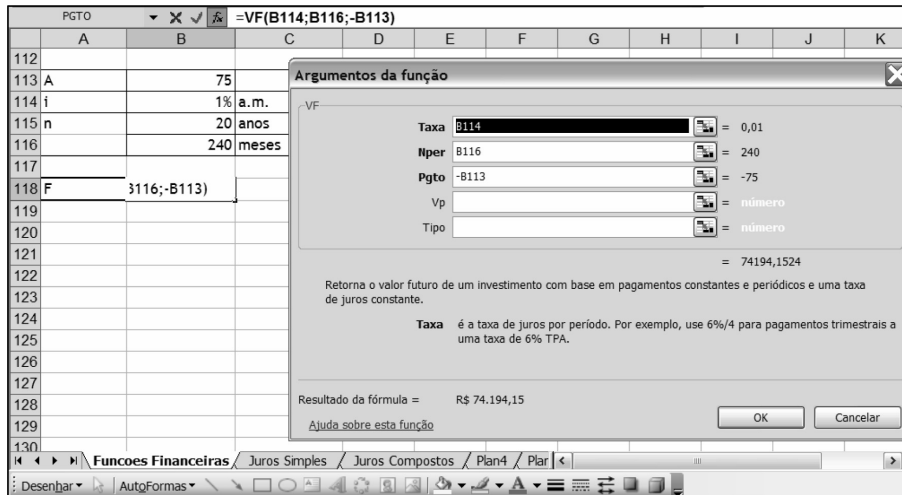 PGTO =VF(B114;B116;-B113)
A B C D E F G H I J K
112
113 A 75
114 i 1% a.m.
115 n 20 anos
116 240 meses
117
118 F 3116;-B113)
119
120
121
122
123
124
125
126
127
128
129
130
Argumentos da função
VF
Taxa B114 = 0,01
Nper B116 = 240
Pgto -B113 = -75
Vp = número
Tipo = número
= 74194,1524
Retorna o valor futuro de um investimento com base em pagamentos constantes e periódicos e uma taxa
de juros constante.
Taxa é a taxa de juros por período. Por exemplo, use 6%/4 para pagamentos trimestrais a
uma taxa de 6% TPA.
Resultado da fórmula = R$ 74.194,15
Ajuda sobre esta função OK Cancelar
Funcoes Financeiras / Juros Simples / Juros Compostos / Plan4 / Plar
Desenhar AutoFormas